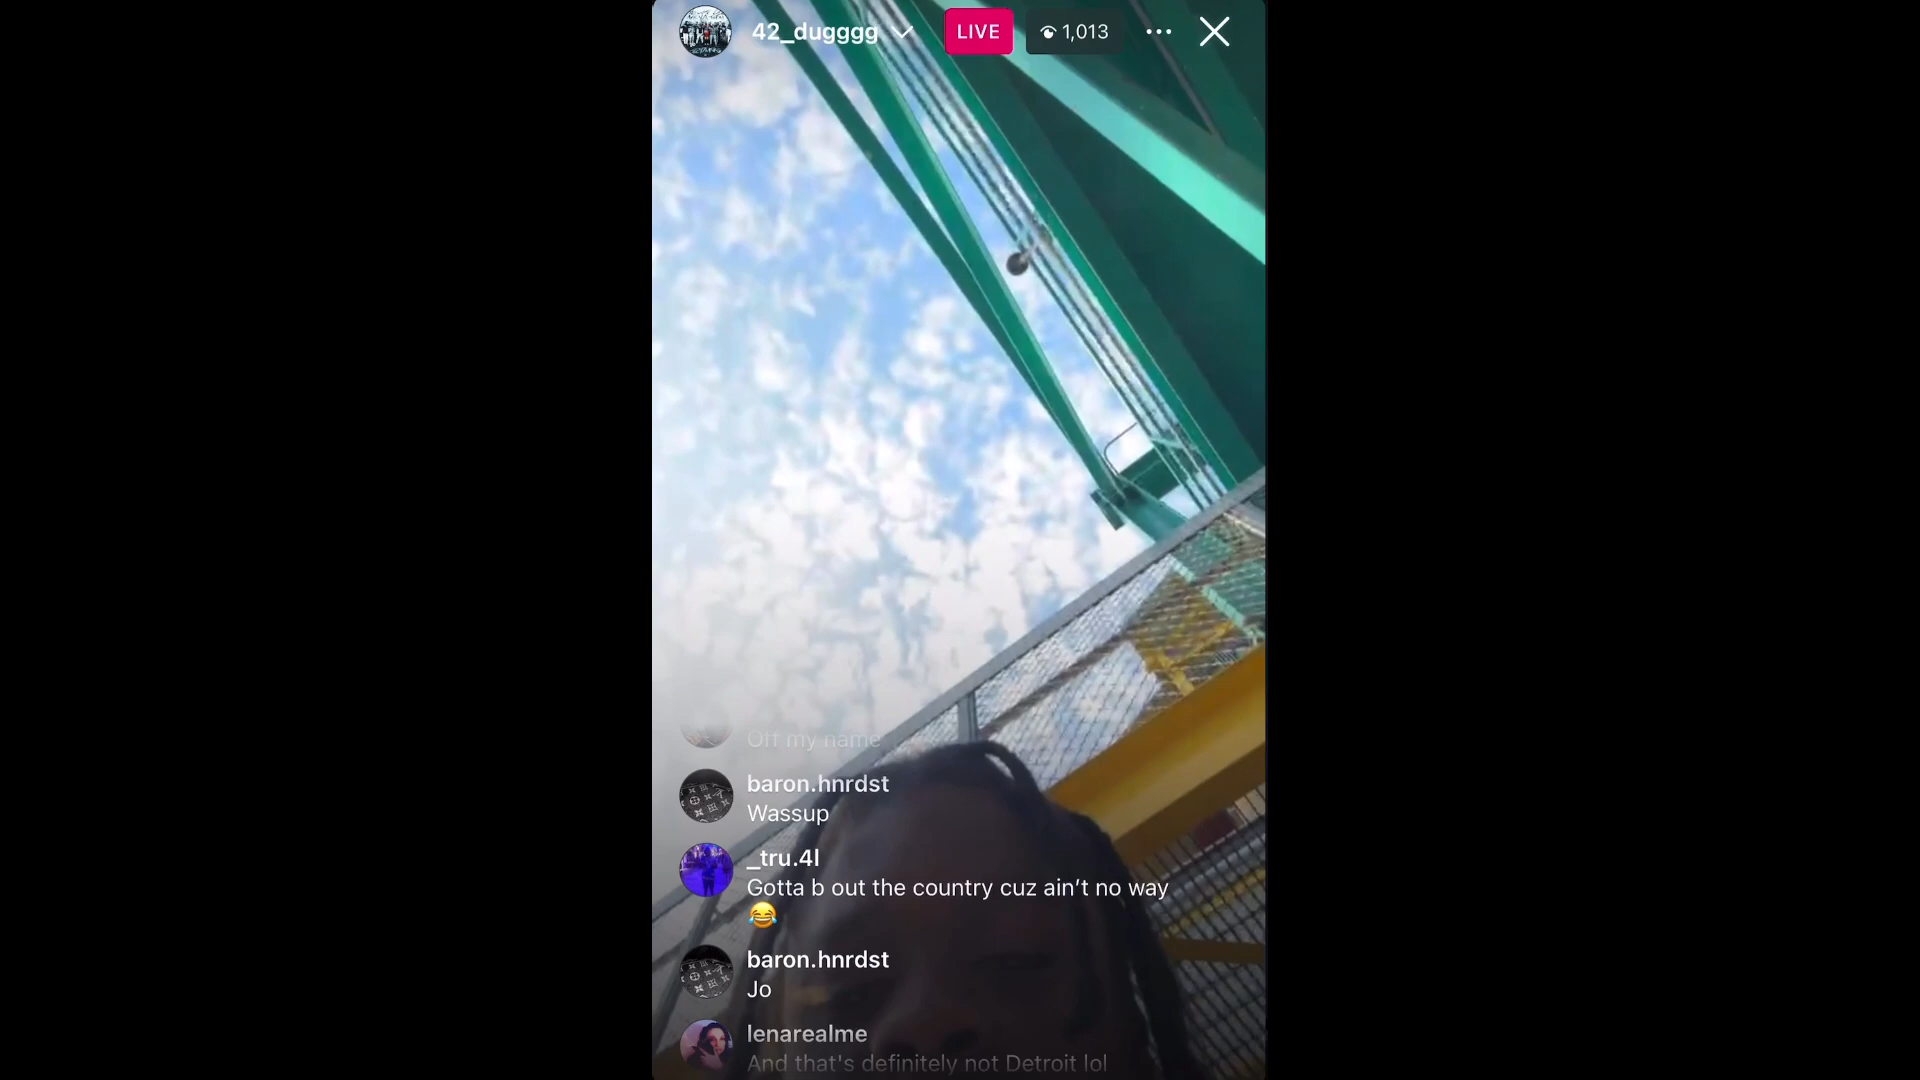 42_dugggg
LIVE
1,013
Off my name
baron.hnrdst
Wassup
_tru.4l
Gotta b out the country cuz ain't no way
😂
baron.hnrdst
Jo
lenarealme
And that's definitely not Detroit lol